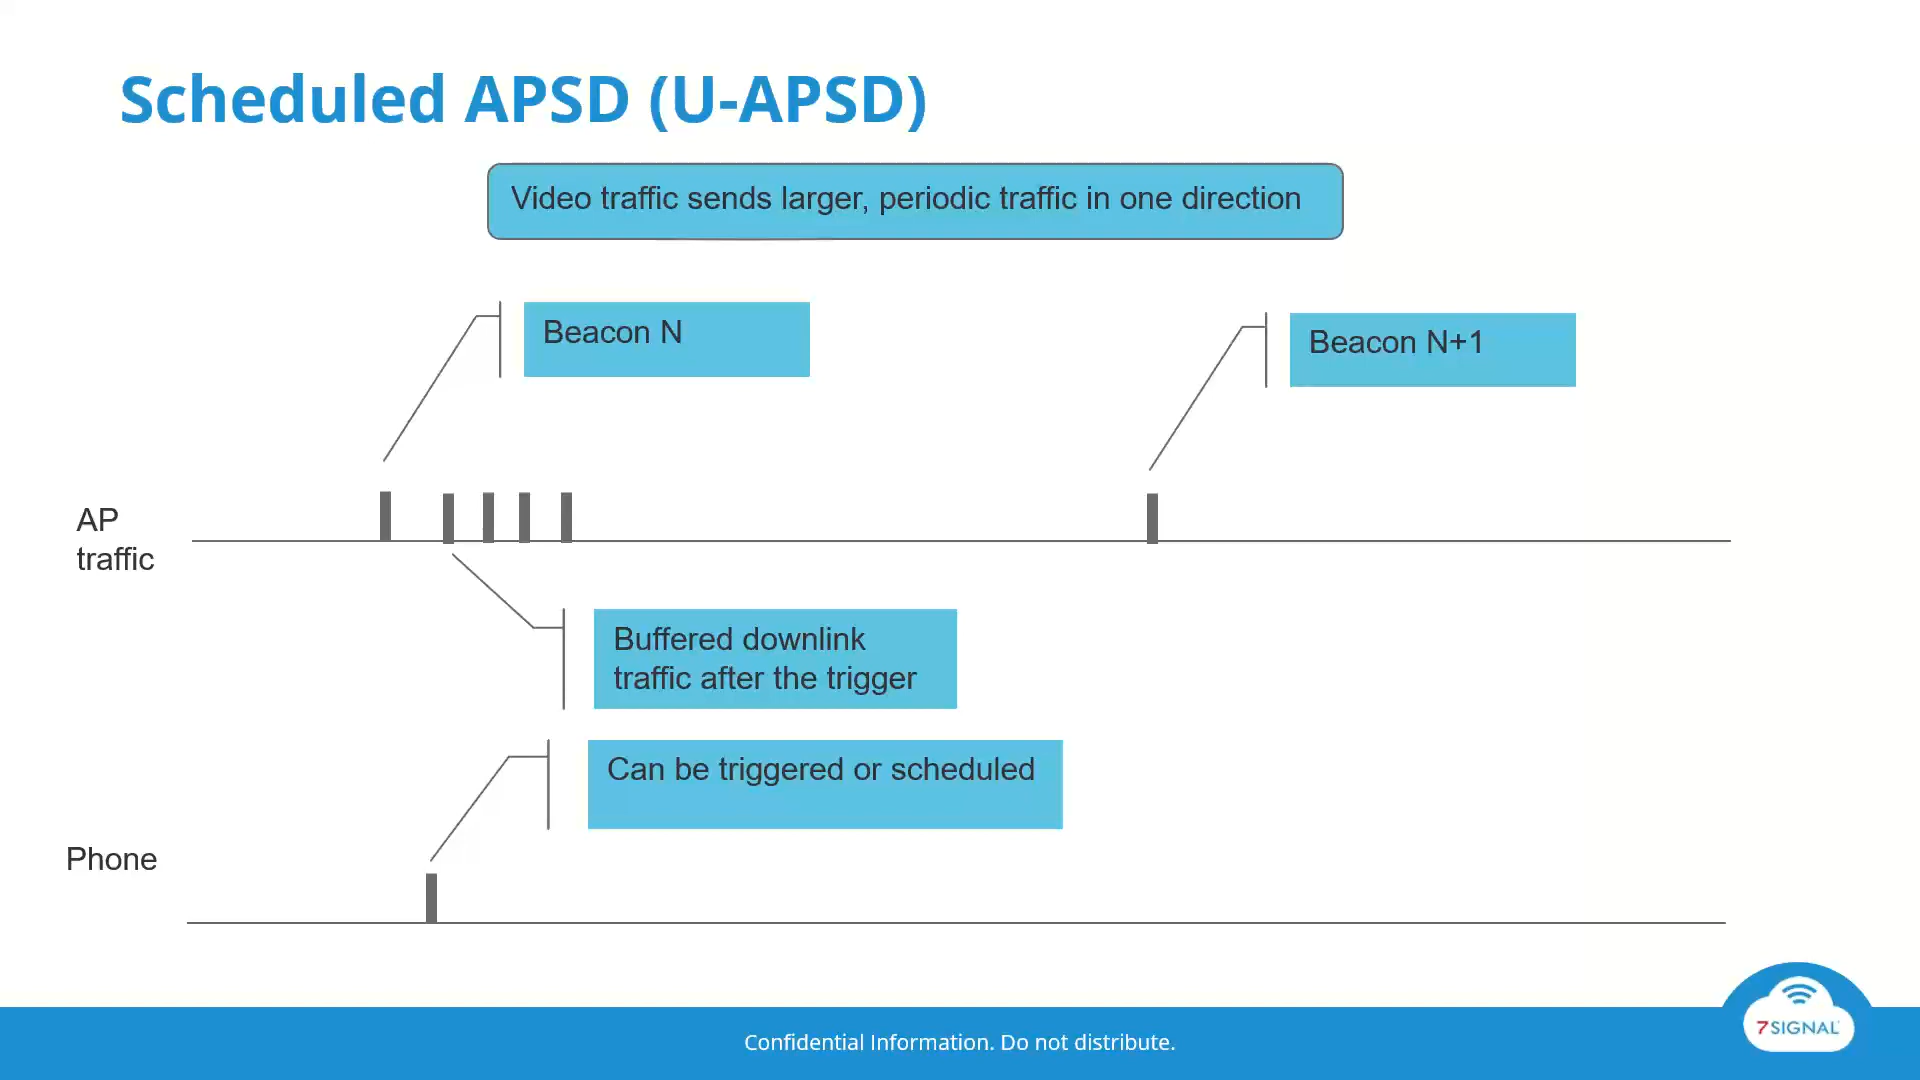 Scheduled APSD (U-APSD)
Video traffic sends larger, periodic traffic in one direction
Beacon N
Beacon N+1
AP
traffic
Buffered downlink
traffic after the trigger
Can be triggered or scheduled
Phone
Confidential Information. Do not distribute.
7SIGNAL